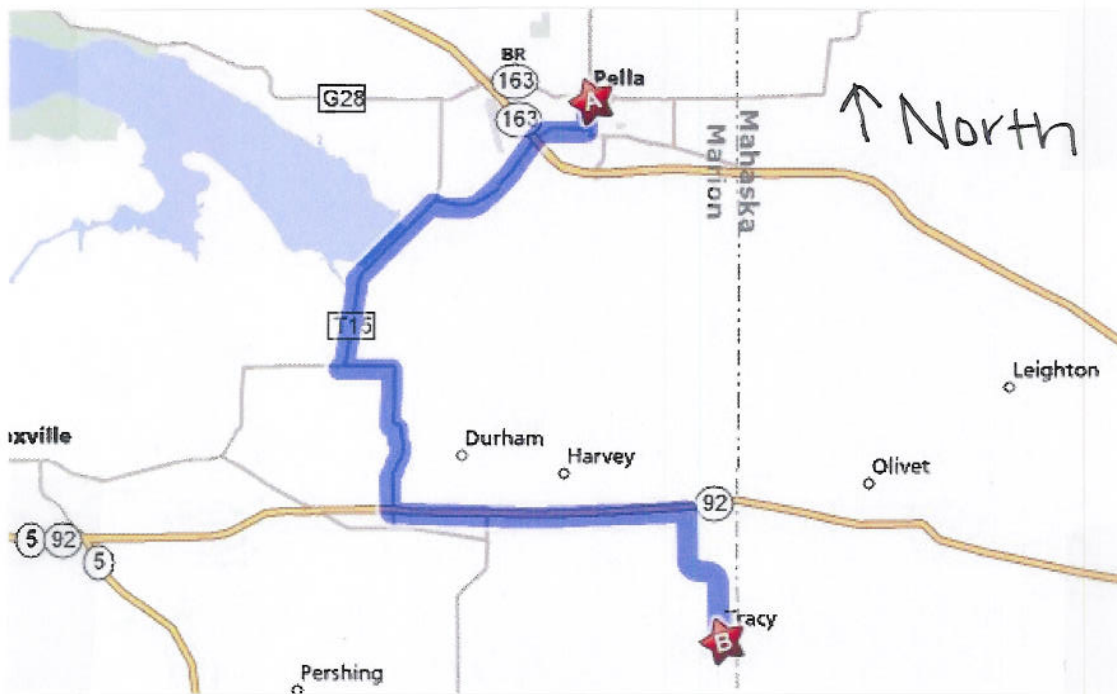 BR
163
Pella
A
G28
163
↑ North
Mahaska
Marion
T15
Leighton
oxville
Durham
Harvey
Olivet
92
5
92
5
Tracy
B
Pershing